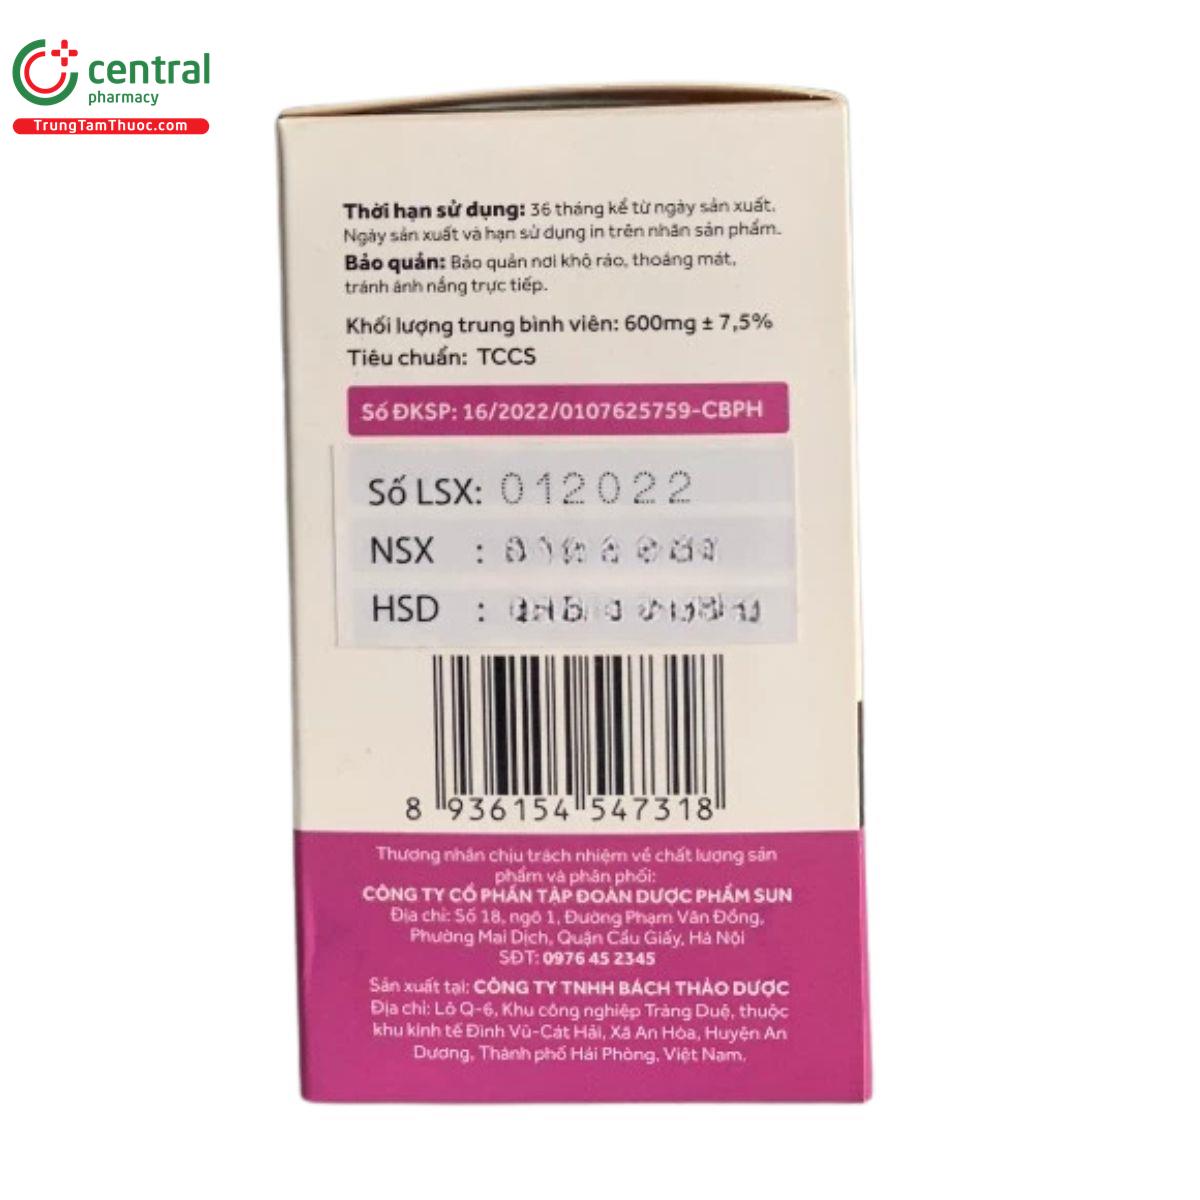 central
pharmacy
TrungTamThuoc.com
Thời hạn sử dụng: 36 tháng kể từ ngày sản xuất.
Ngày sản xuất và hạn sử dụng in trên nhãn sản phẩm.
Bảo quản: Bảo quản nơi khô ráo, thoáng mát,
tránh ánh nắng trực tiếp.
Khối lượng trung bình viên: 600mg ± 7,5%
Tiêu chuẩn: TCCS
Số ĐKSP: 16/2022/0107625759-CBPH
Số LSX: 012022
NSX :
HSD :
8 936154 547318
Thương nhân chịu trách nhiệm về chất lượng sản
phẩm và phân phối:
CÔNG TY CỔ PHẦN TẬP ĐOÀN DƯỢC PHẨM SUN
Địa chỉ: Số 18, ngõ 1, Đường Phạm Văn Đồng,
Phường Mai Dịch, Quận Cầu Giấy, Hà Nội
SĐT: 0976 45 2345
Sản xuất tại: CÔNG TY TNHH BÁCH THẢO DƯỢC
Địa chỉ: Lô Q-6, Khu công nghiệp Tràng Duệ, thuộc
khu kinh tế Đình Vũ-Cát Hải, Xã An Hòa, Huyện An
Dương, Thành phố Hải Phòng, Việt Nam.